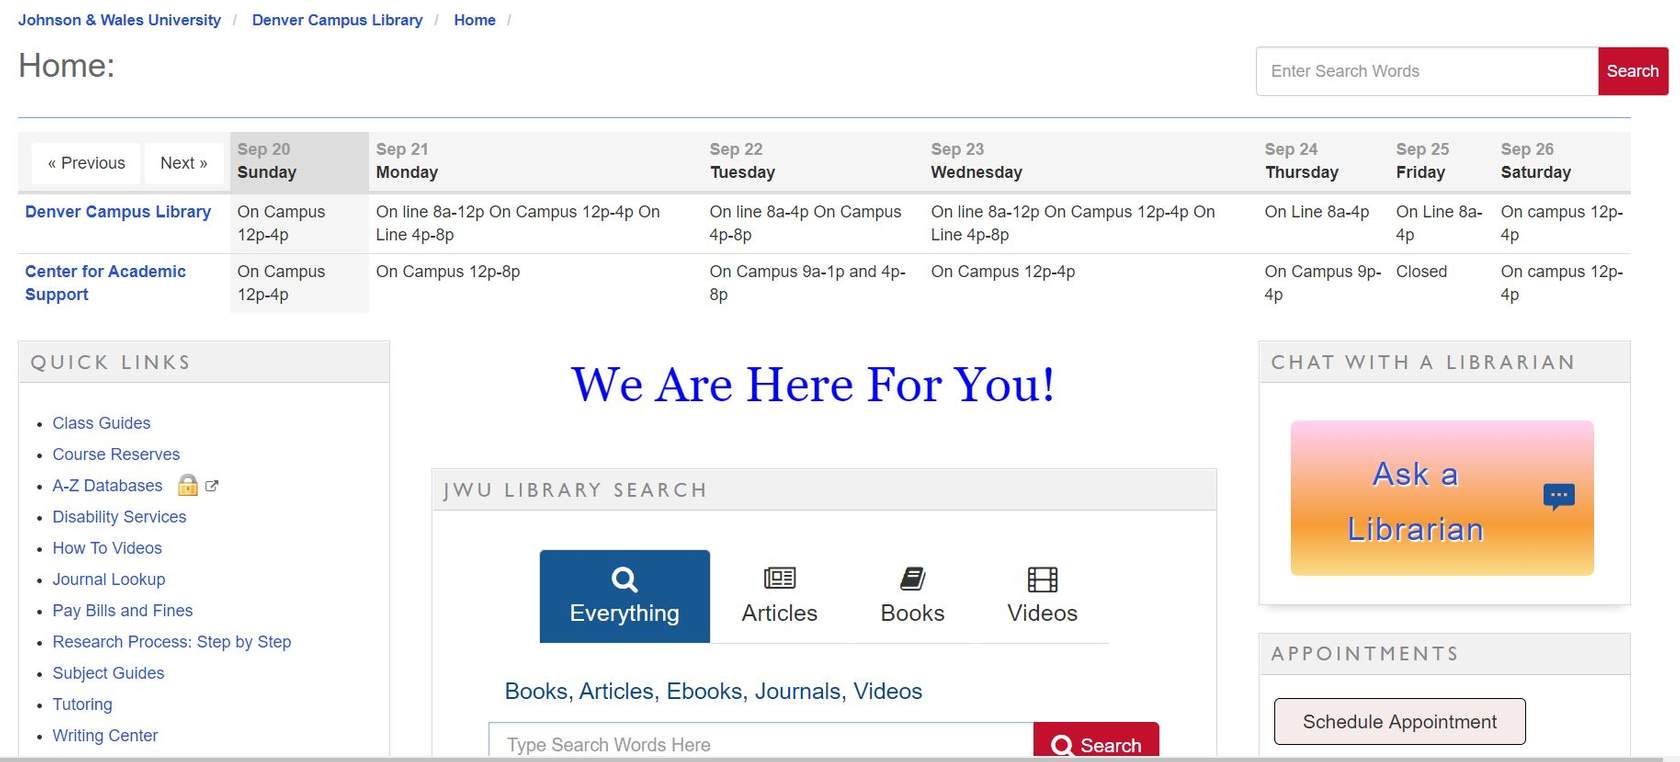 Johnson & Wales University / Denver Campus Library / Home /
Home:
Enter Search Words Search
« Previous Next » Sep 20 Sep 21 Sep 22 Sep 23 Sep 24 Sep 25 Sep 26
Sunday Monday Tuesday Wednesday Thursday Friday Saturday
Denver Campus Library On Campus On line 8a-12p On Campus 12p-4p On On line 8a-4p On Campus On line 8a-12p On Campus 12p-4p On On Line 8a-4p On Line 8a- On campus 12p-
12p-4p Line 4p-8p 4p-8p Line 4p-8p 4p 4p
Center for Academic On Campus On Campus 12p-8p On Campus 9a-1p and 4p- On Campus 12p-4p On Campus 9p- Closed On campus 12p-
Support 12p-4p 8p 4p 4p
QUICK LINKS
Class Guides
Course Reserves
A-Z Databases
Disability Services
How To Videos
Journal Lookup
Pay Bills and Fines
Research Process: Step by Step
Subject Guides
Tutoring
Writing Center
We Are Here For You!
JWU LIBRARY SEARCH
Everything Articles Books Videos
Books, Articles, Ebooks, Journals, Videos
Type Search Words Here Search
CHAT WITH A LIBRARIAN
Ask a
Librarian
APPOINTMENTS
Schedule Appointment